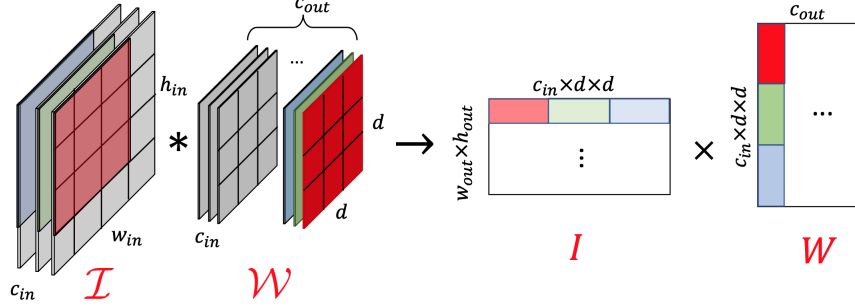 c_out
h_in
...
*
d
d
c_in
w_in
c_in
ℐ
𝒲
→
c_in×d×d
w_out×h_out
⋮
I
×
c_out
c_in×d×d
...
W